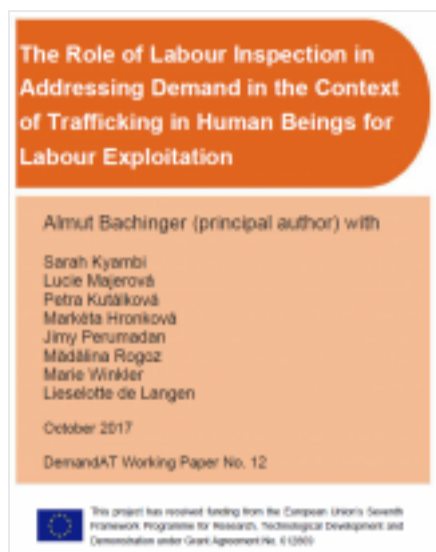 The Role of Labour Inspection in
Addressing Demand in the Context
of Trafficking in Human Beings for
Labour Exploitation
Almut Bachinger (principal author) with
Sarah Kyambi
Lucie Majerová
Petra Kutálková
Markéta Hronková
Jimy Perumadan
Mădălina Rogoz
Marie Winkler
Lieselotte de Langen
October 2017
DemandAT Working Paper No. 12
This project has received funding from the European Union's Seventh
Framework Programme for Research, Technological Development and
Demonstration under Grant Agreement No.